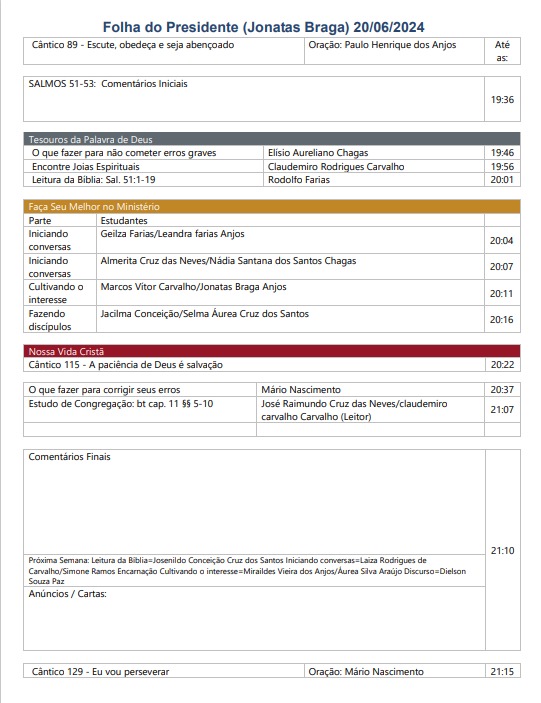 Folha do Presidente (Jonatas Braga) 20/06/2024
Cântico 89 - Escute, obedeça e seja abençoado Oração: Paulo Henrique dos Anjos Até
as:
SALMOS 51-53: Comentários Iniciais
19:36
Tesouros da Palavra de Deus
O que fazer para não cometer erros graves Elísio Aureliano Chagas 19:46
Encontre Joias Espirituais Claudemiro Rodrigues Carvalho 19:56
Leitura da Bíblia: Sal. 51:1-19 Rodolfo Farias 20:01
Faça Seu Melhor no Ministério
Parte Estudantes
Iniciando
conversas
Geilza Farias/Leandra farias Anjos
20:04
Iniciando
conversas
Almerita Cruz das Neves/Nádia Santana dos Santos Chagas
20:07
Cultivando o
interesse
Marcos Vitor Carvalho/Jonatas Braga Anjos
20:11
Fazendo
discípulos
Jacilma Conceição/Selma Áurea Cruz dos Santos
20:16
Nossa Vida Cristã
Cântico 115 - A paciência de Deus é salvação 20:22
O que fazer para corrigir seus erros Mário Nascimento 20:37
Estudo de Congregação: bt cap. 11 §§ 5-10 José Raimundo Cruz das Neves/claudemiro
carvalho Carvalho (Leitor)
21:07
Comentários Finais
21:10
Próxima Semana: Leitura da Bíblia=Josenildo Conceição Cruz dos Santos Iniciando conversas=Laiza Rodrigues de
Carvalho/Simone Ramos Encarnação Cultivando o interesse=Miraildes Vieira dos Anjos/Áurea Silva Araújo Discurso=Dielson
Souza Paz
Anúncios / Cartas:
Cântico 129 - Eu vou perseverar Oração: Mário Nascimento 21:15